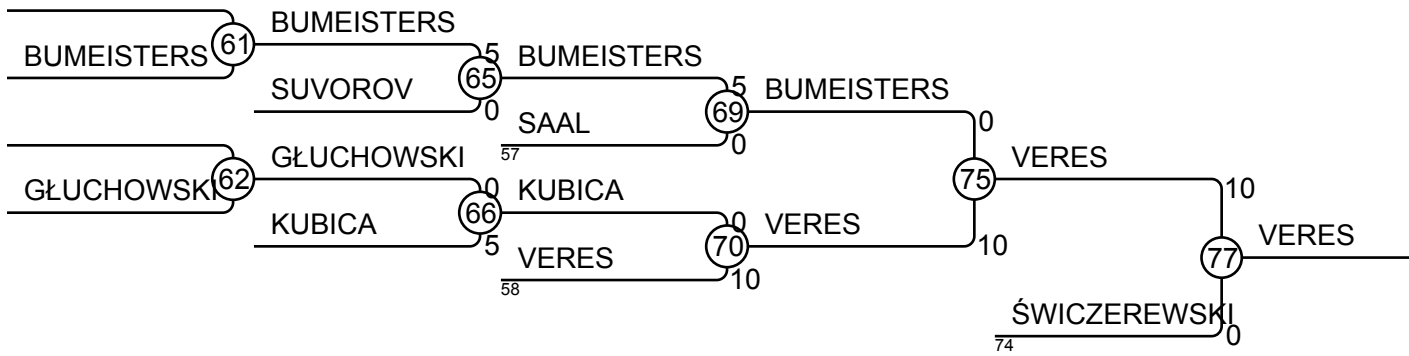 BUMEISTERS
61
BUMEISTERS
5
SUVOROV
65
0
BUMEISTERS
5
SAAL
57
69
0
BUMEISTERS
0
GŁUCHOWSKI
62
GŁUCHOWSKI
0
KUBICA
66
5
KUBICA
0
VERES
58
70
10
VERES
10
75
VERES
10
ŚWICZEREWSKI
74
77
0
VERES